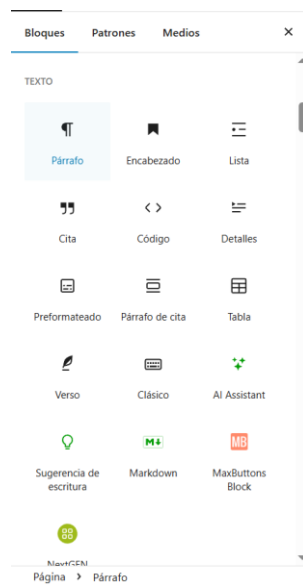 Bloques Patrones Medios ×
TEXTO
Párrafo Encabezado Lista
Cita Código Detalles
Preformateado Párrafo de cita Tabla
Verso Clásico AI Assistant
M
Sugerencia de Markdown MaxButtons
escritura Block
MB
NextGEN
Página > Párrafo